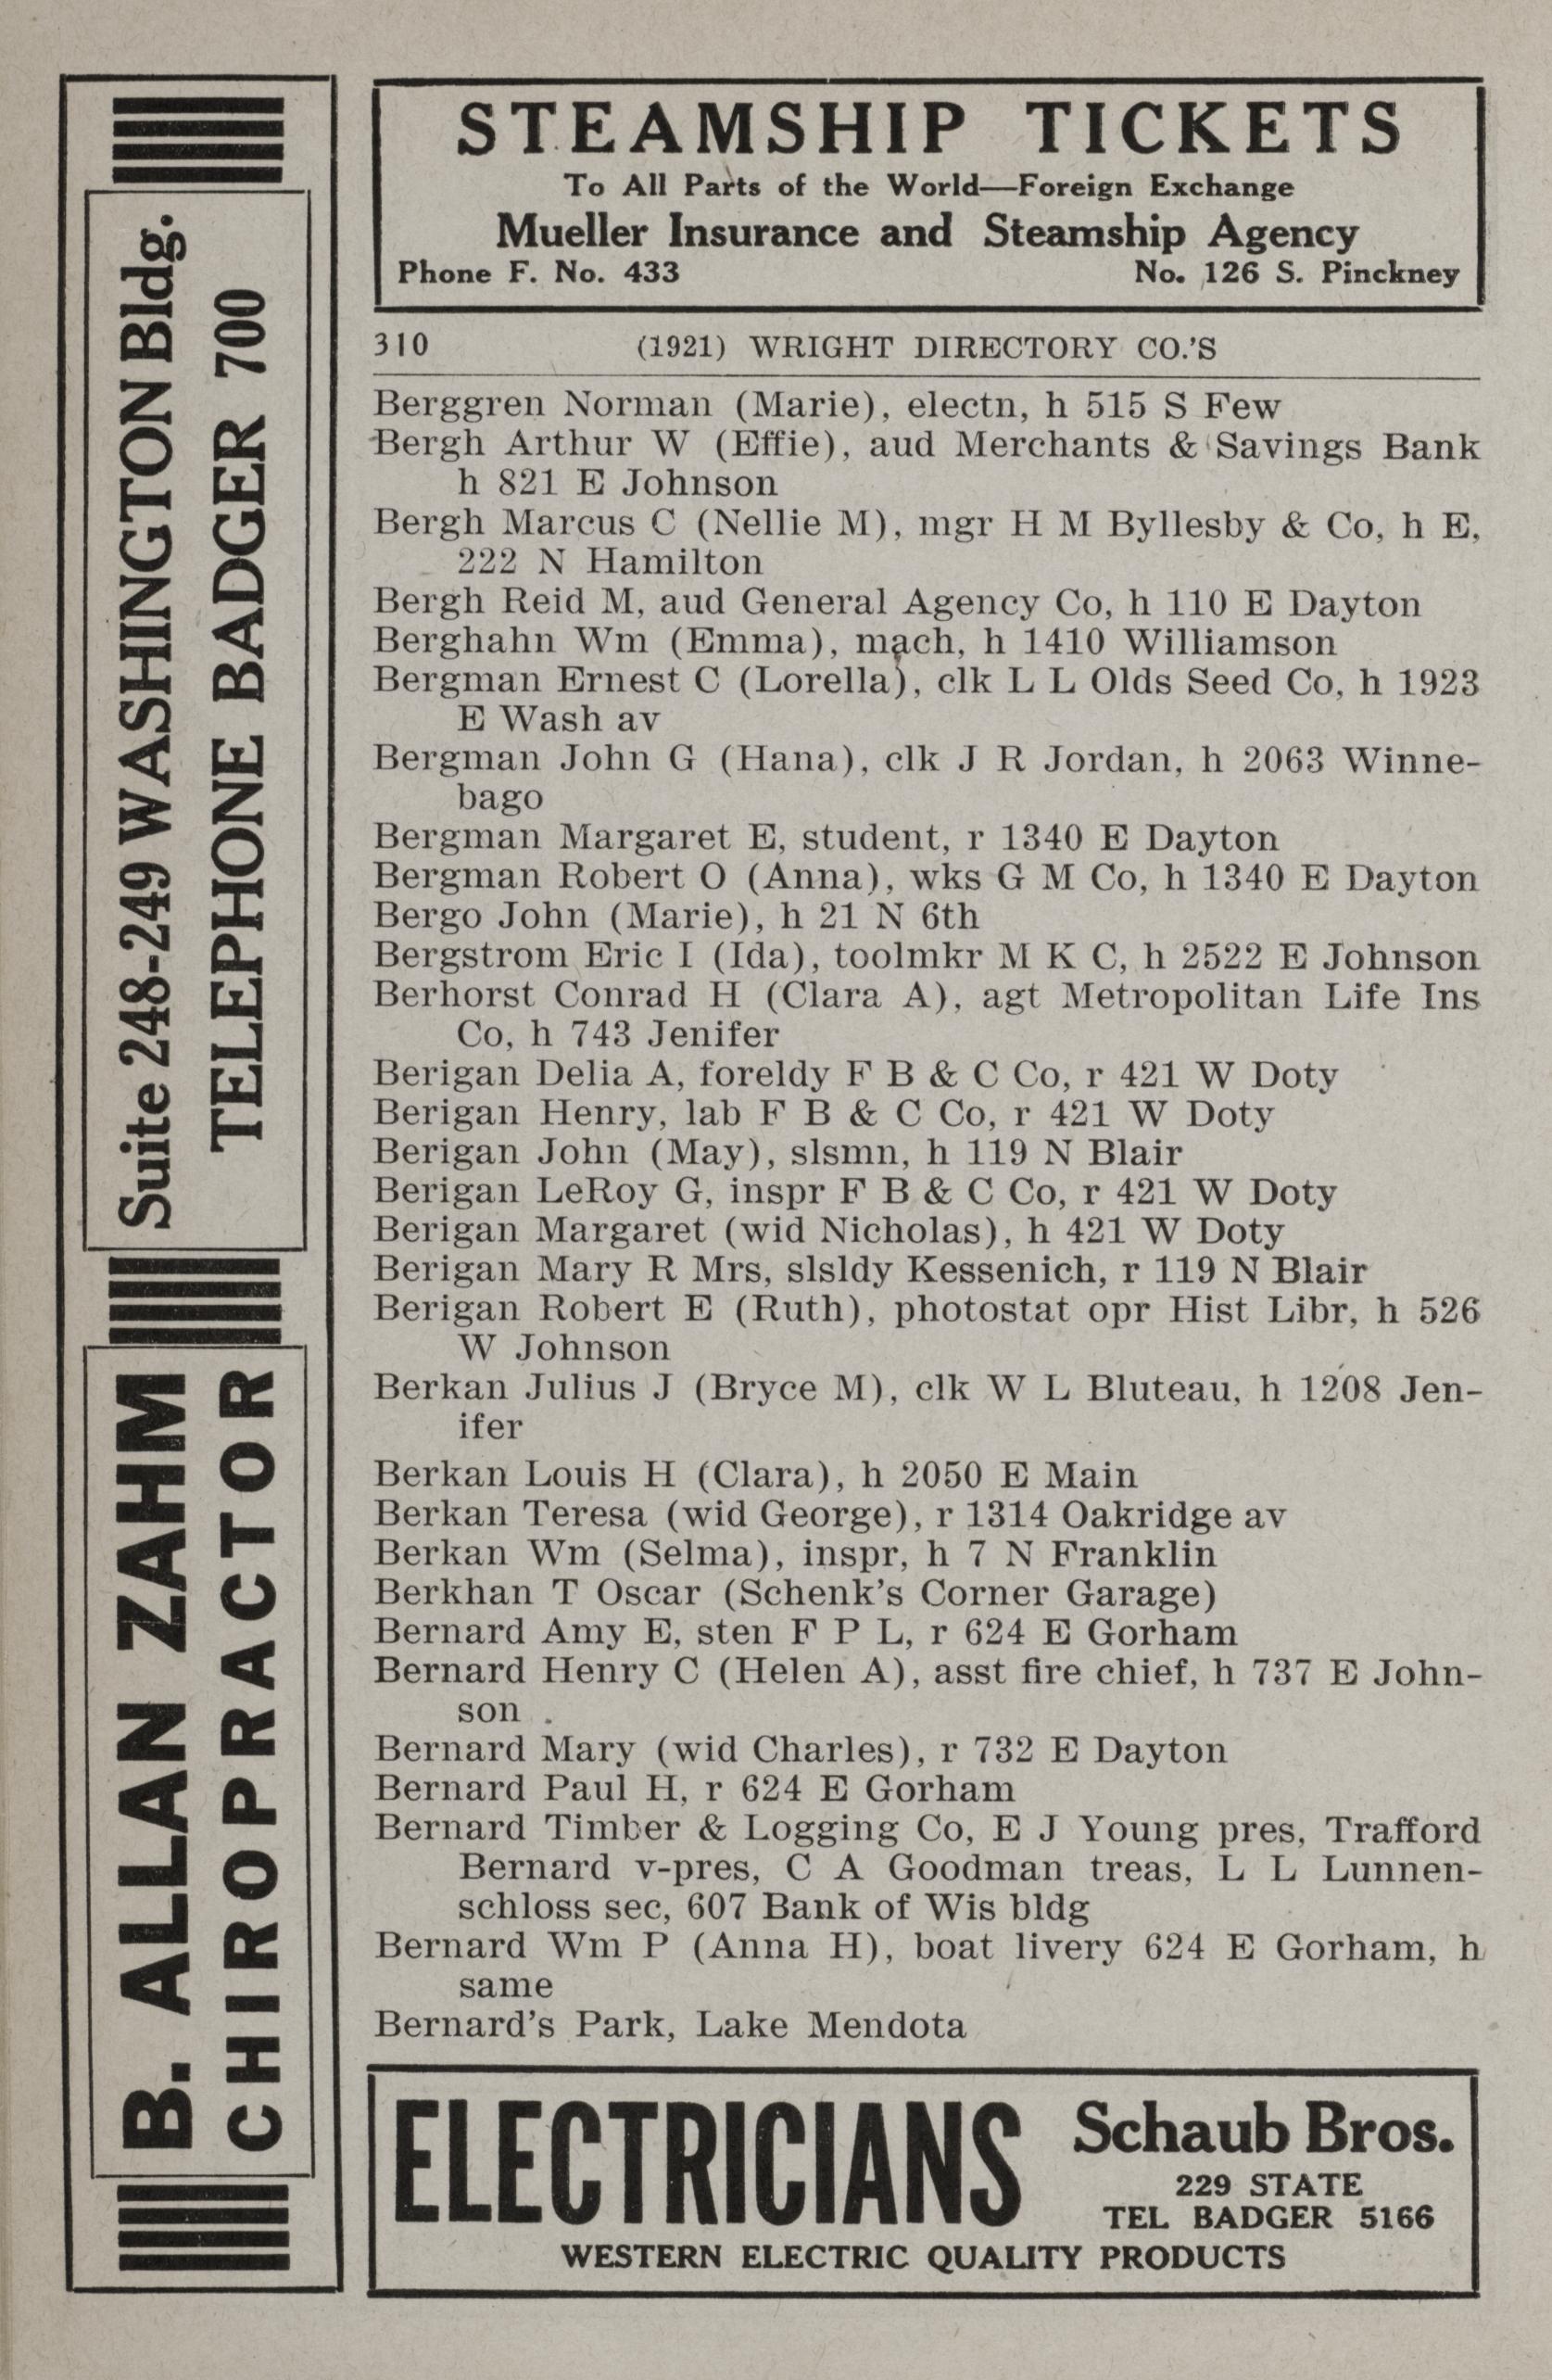 STEAMSHIP TICKETS
To All Parts of the World—Foreign Exchange
Mueller Insurance and Steamship Agency
Phone F. No. 433 No. 126 S. Pinckney
310 (1921) WRIGHT DIRECTORY CO.'S
Berggren Norman (Marie), electn, h 515 S Few
Bergh Arthur W (Effie), aud Merchants & Savings Bank
h 821 E Johnson
Bergh Marcus C (Nellie M), mgr H M Byllesby & Co, h E,
222 N Hamilton
Bergh Reid M, aud General Agency Co, h 110 E Dayton
Berghahn Wm (Emma), mach, h 1410 Williamson
Bergman Ernest C (Lorella), clk L L Olds Seed Co, h 1923
E Wash av
Bergman John G (Hana), clk J R Jordan, h 2063 Winne-
bago
Bergman Margaret E, student, r 1340 E Dayton
Bergman Robert O (Anna), wks G M Co, h 1340 E Dayton
Bergo John (Marie), h 21 N 6th
Bergstrom Eric I (Ida), toolmkr M K C, h 2522 E Johnson
Berhorst Conrad H (Clara A), agt Metropolitan Life Ins
Co, h 743 Jenifer
Berigan Delia A, foreldy F B & C Co, r 421 W Doty
Berigan Henry, lab F B & C Co, r 421 W Doty
Berigan John (May), slsmn, h 119 N Blair
Berigan LeRoy G, inspr F B & C Co, r 421 W Doty
Berigan Margaret (wid Nicholas), h 421 W Doty
Berigan Mary R Mrs, slsldy Kessenich, r 119 N Blair
Berigan Robert E (Ruth), photostat opr Hist Libr, h 526
W Johnson
Berkan Julius J (Bryce M), clk W L Bluteau, h 1208 Jen-
ifer
Berkan Louis H (Clara), h 2050 E Main
Berkan Teresa (wid George), r 1314 Oakridge av
Berkan Wm (Selma), inspr, h 7 N Franklin
Berkhan T Oscar (Schenk's Corner Garage)
Bernard Amy E, sten F P L, r 624 E Gorham
Bernard Henry C (Helen A), asst fire chief, h 737 E John-
son
Bernard Mary (wid Charles), r 732 E Dayton
Bernard Paul H, r 624 E Gorham
Bernard Timber & Logging Co, E J Young pres, Trafford
Bernard v-pres, C A Goodman treas, L L Lunnen-
schloss sec, 607 Bank of Wis bldg
Bernard Wm P (Anna H), boat livery 624 E Gorham, h
same
Bernard's Park, Lake Mendota
ELECTRICIANS
Schaub Bros.
229 STATE
TEL BADGER 5166
WESTERN ELECTRIC QUALITY PRODUCTS
B. ALLAN ZAHM
CHIROPRACTOR
Suite 248-249 WASHINGTON Bldg.
TELEPHONE BADGER 700